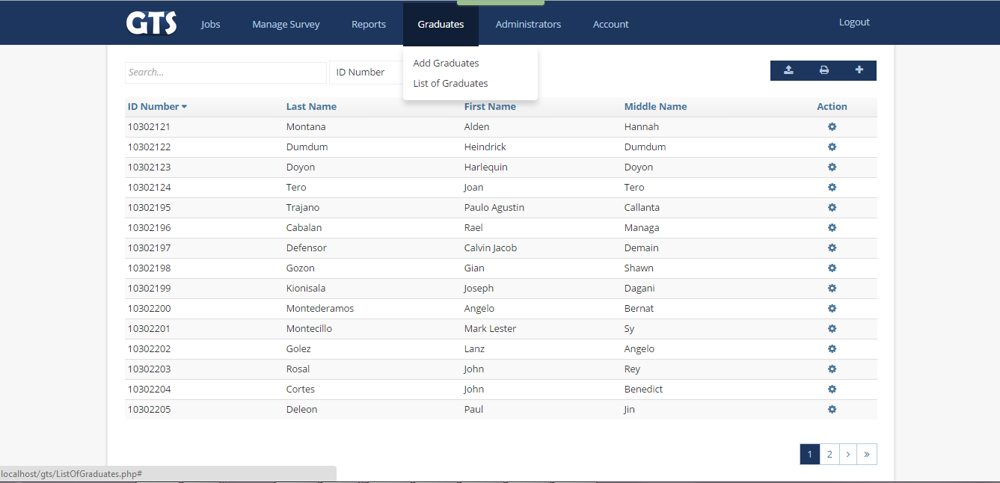 GTS Jobs Manage Survey Reports Graduates Administrators Account Logout
Add Graduates
List of Graduates
Search... ID Number
ID Number Last Name First Name Middle Name Action
10302121 Montana Alden Hannah
10302122 Dumdum Heindrick Dumdum
10302123 Doyon Harlequin Doyon
10302124 Tero Joan Tero
10302195 Trajano Paulo Agustin Callanta
10302196 Cabalan Rael Managa
10302197 Defensor Calvin Jacob Demain
10302198 Gozon Gian Shawn
10302199 Kionisala Joseph Dagani
10302200 Montederamos Angelo Bernat
10302201 Montecillo Mark Lester Sy
10302202 Golez Lanz Angelo
10302203 Rosal John Rey
10302204 Cortes John Benedict
10302205 Deleon Paul Jin
1 2 › »
localhost/gts/ListOfGraduates.php#